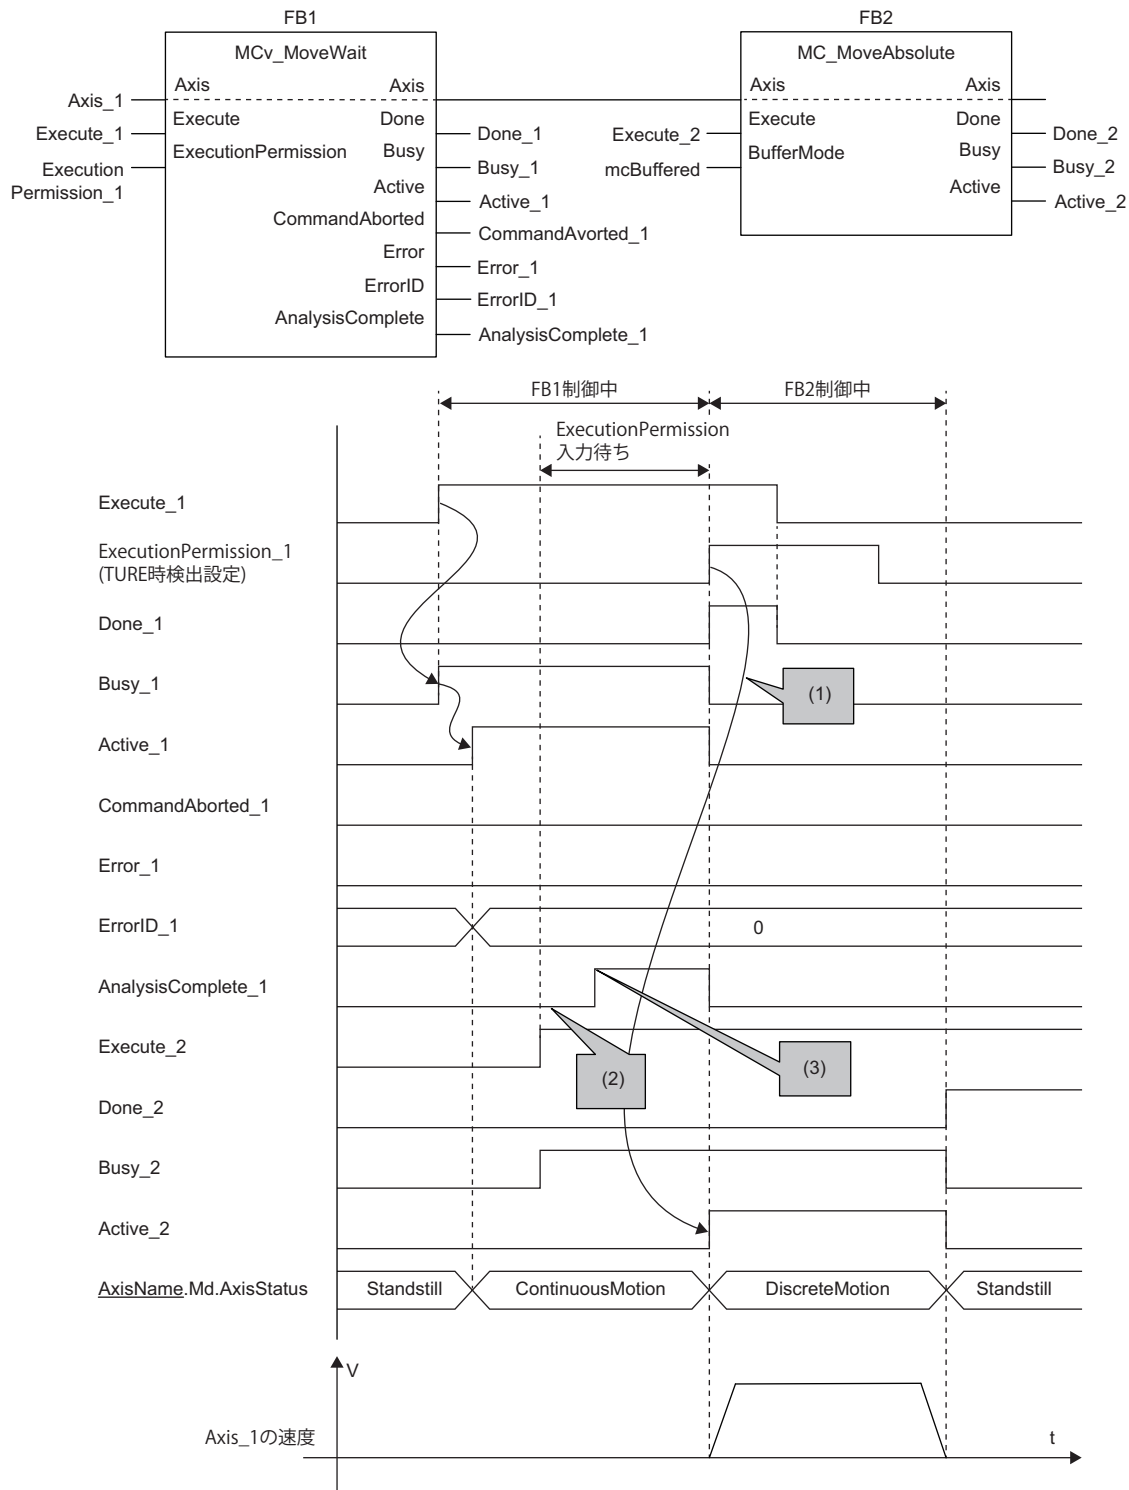 FB1
FB2
MCv_MoveWait
MC_MoveAbsolute
Axis_1
Axis
Axis
Axis
Axis
Execute_1
Execute
Done
Done_1
Execute_2
Execute
Done
Done_2
Execution
Permission_1
ExecutionPermission
Busy
Busy_1
mcBuffered
BufferMode
Busy
Busy_2
Active
Active_1
Active
Active_2
CommandAborted
CommandAvorted_1
Error
Error_1
ErrorID
ErrorID_1
AnalysisComplete
AnalysisComplete_1
FB1制御中
FB2制御中
ExecutionPermission
入力待ち
Execute_1
ExecutionPermission_1
(TURE時検出設定)
Done_1
Busy_1
(1)
Active_1
CommandAborted_1
Error_1
ErrorID_1
0
AnalysisComplete_1
Execute_2
(2)
(3)
Done_2
Busy_2
Active_2
AxisName.Md.AxisStatus
Standstill
ContinuousMotion
DiscreteMotion
Standstill
V
Axis_1の速度
t